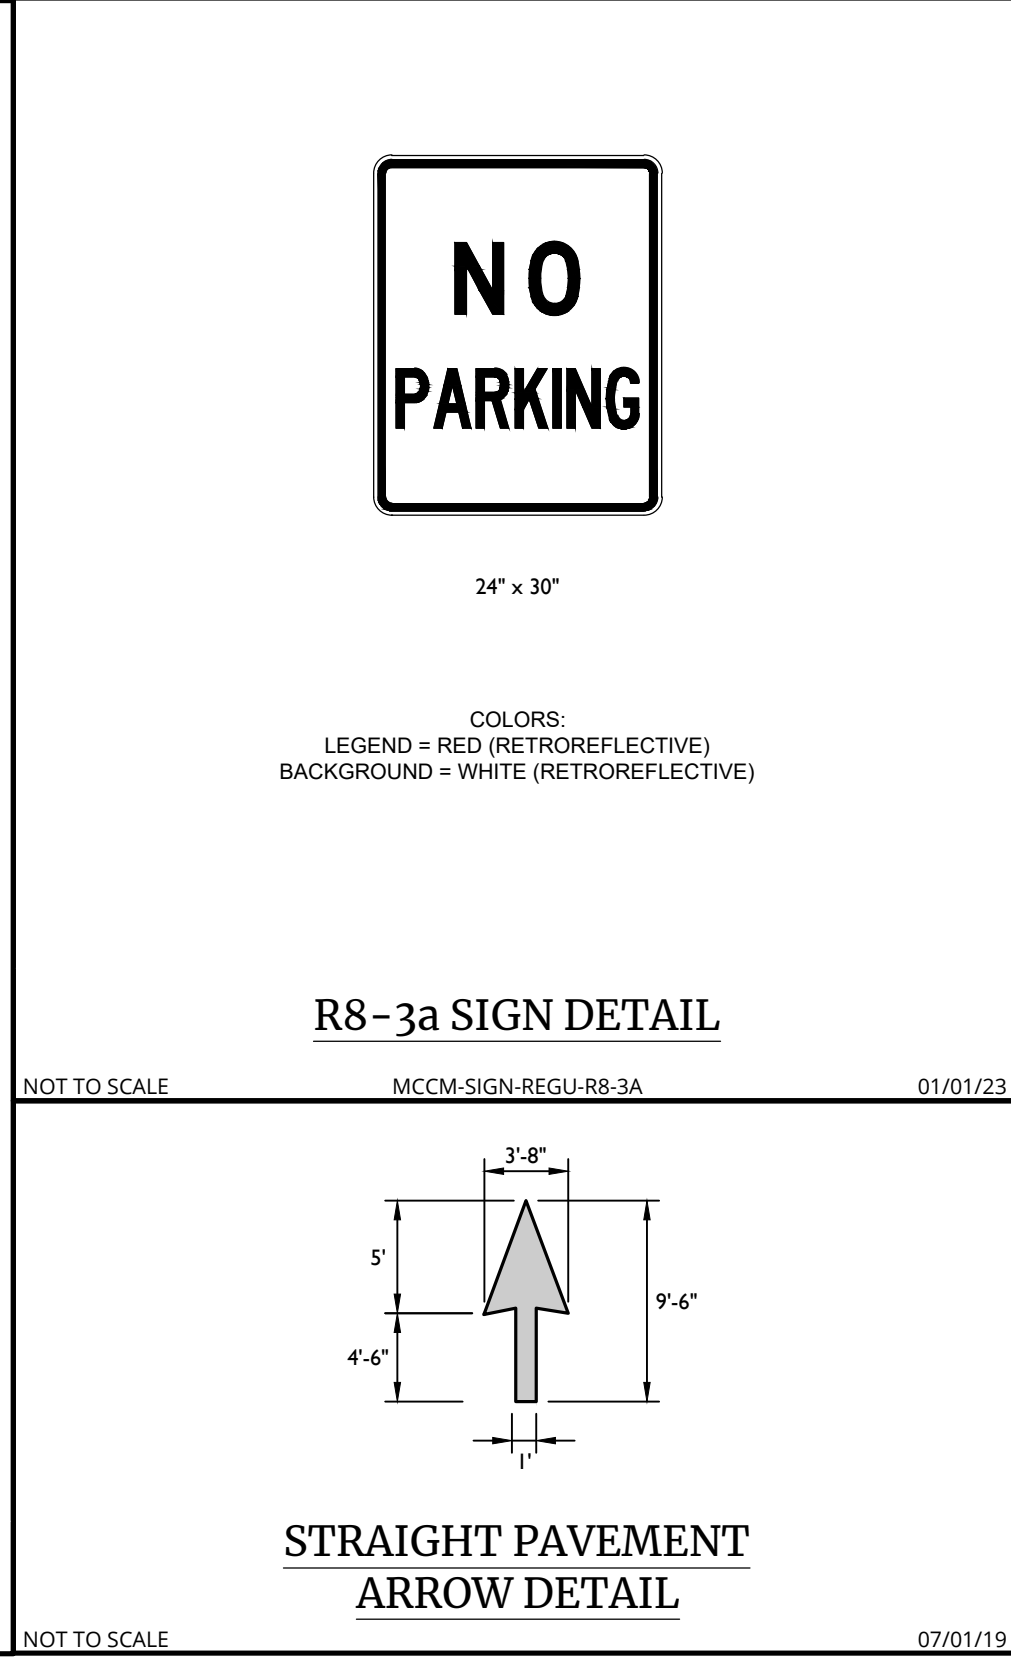 NO
PARKING
24" x 30"
COLORS:
LEGEND = RED (RETROREFLECTIVE)
BACKGROUND = WHITE (RETROREFLECTIVE)
R8-3a SIGN DETAIL
NOT TO SCALE MCCM-SIGN-REGU-R8-3A 01/01/23
3'-8"
5'
9'-6"
4'-6"
1'
STRAIGHT PAVEMENT
ARROW DETAIL
NOT TO SCALE 07/01/19